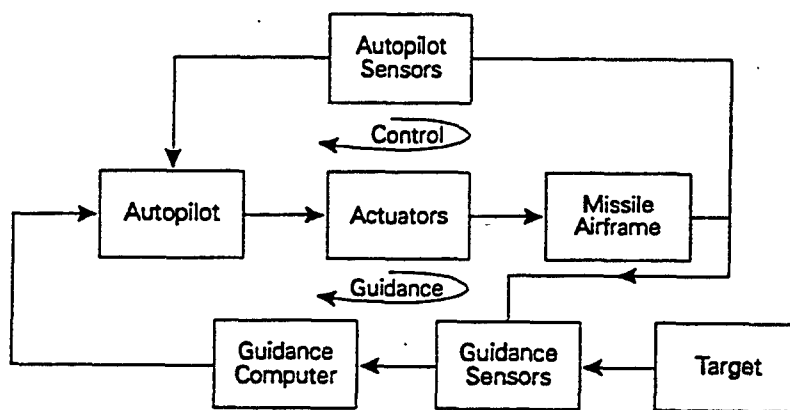 Autopilot
Sensors
Control
Autopilot
Actuators
Missile
Airframe
Guidance
Guidance
Computer
Guidance
Sensors
Target